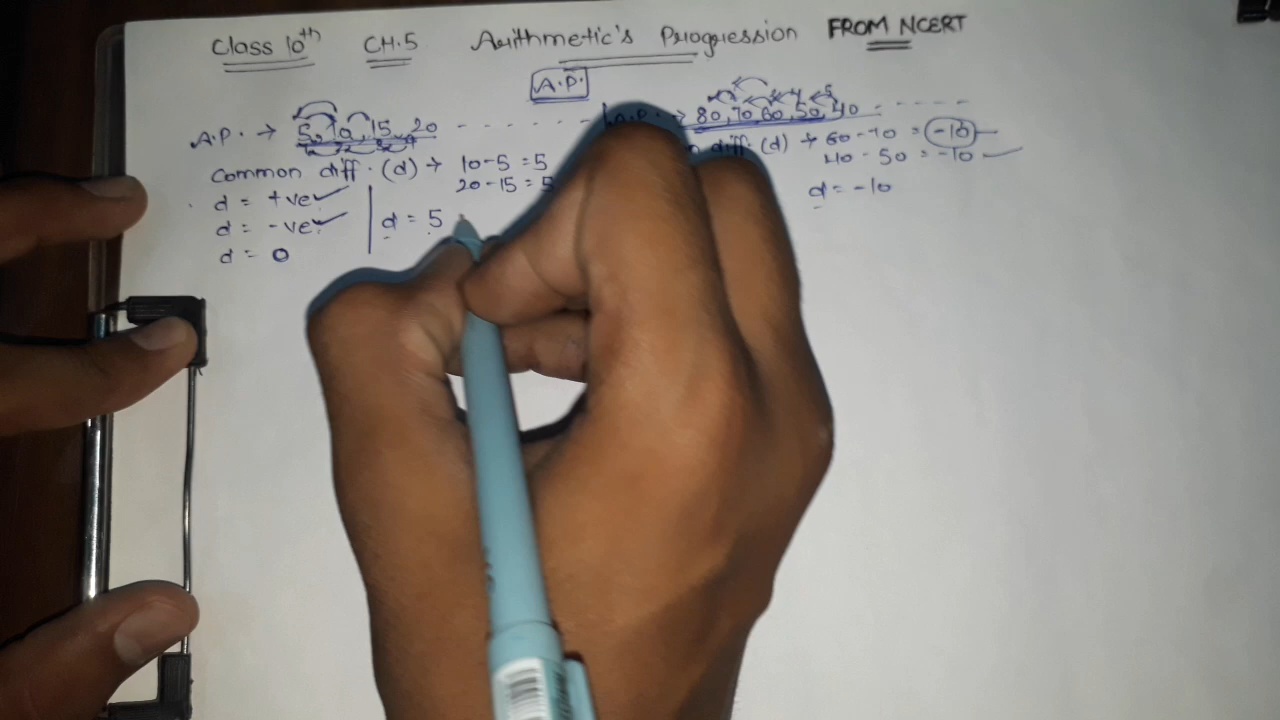 Class 10th CH.5 Arithmetic's Progression FROM NCERT
A.P.
A.P. → 5, 10, 15, 20 ------
Common diff. (d) → 10-5 = 5
20-15 = 5
d = +ve ✓
d = -ve ✓
d = 0
d = 5
A.P. → 80, 70, 60, 50, 40 -----
diff. (d) → 60-70 = -10
40-50 = -10 ✓
d = -10